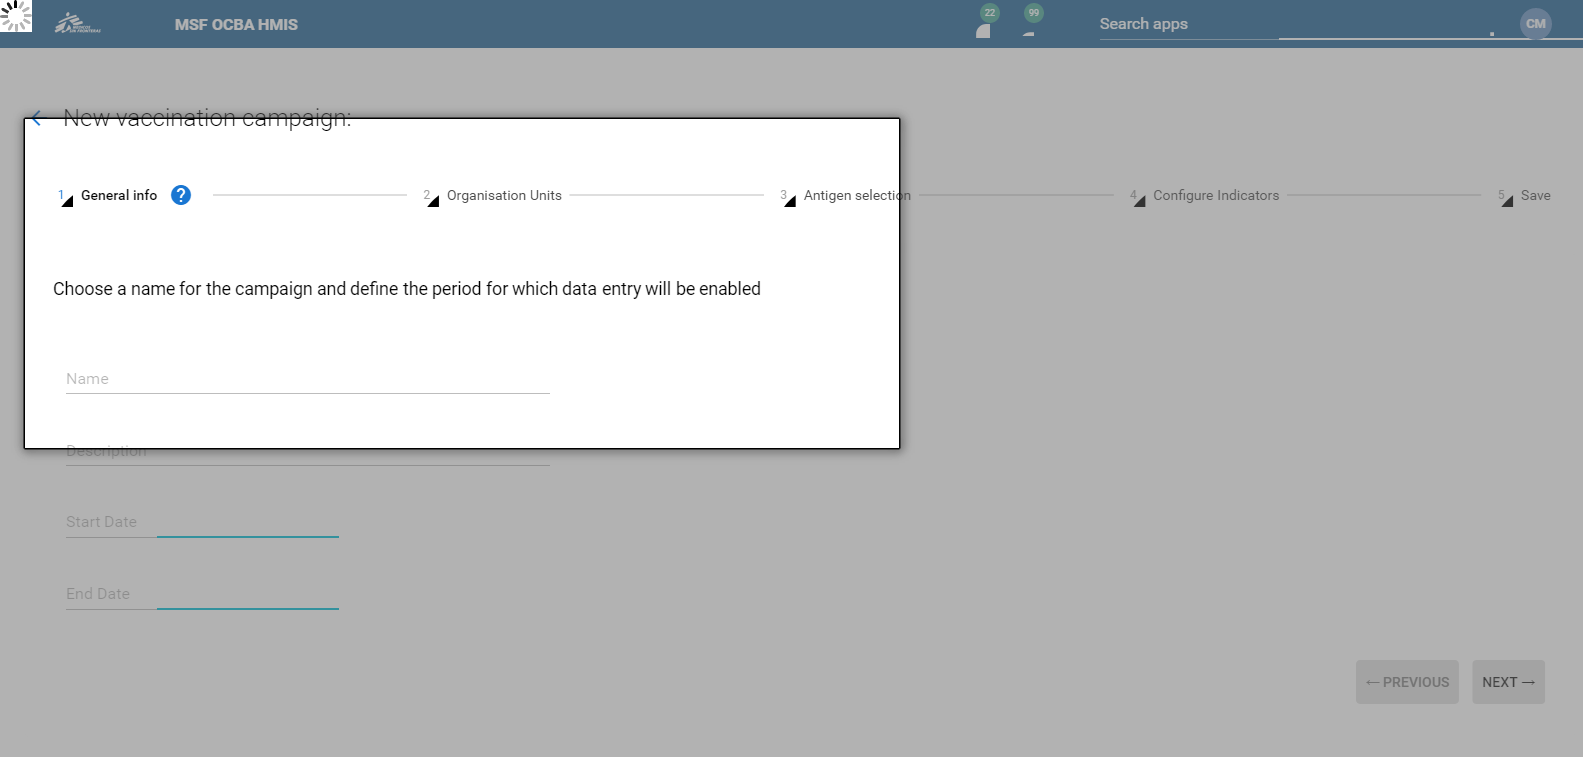 MSF OCBA HMIS
22
99
Search apps
CM
New vaccination campaign:
1 General info ? 2 Organisation Units 3 Antigen selection 4 Configure Indicators 5 Save
Choose a name for the campaign and define the period for which data entry will be enabled
Name
Description
Start Date
End Date
← PREVIOUS NEXT →